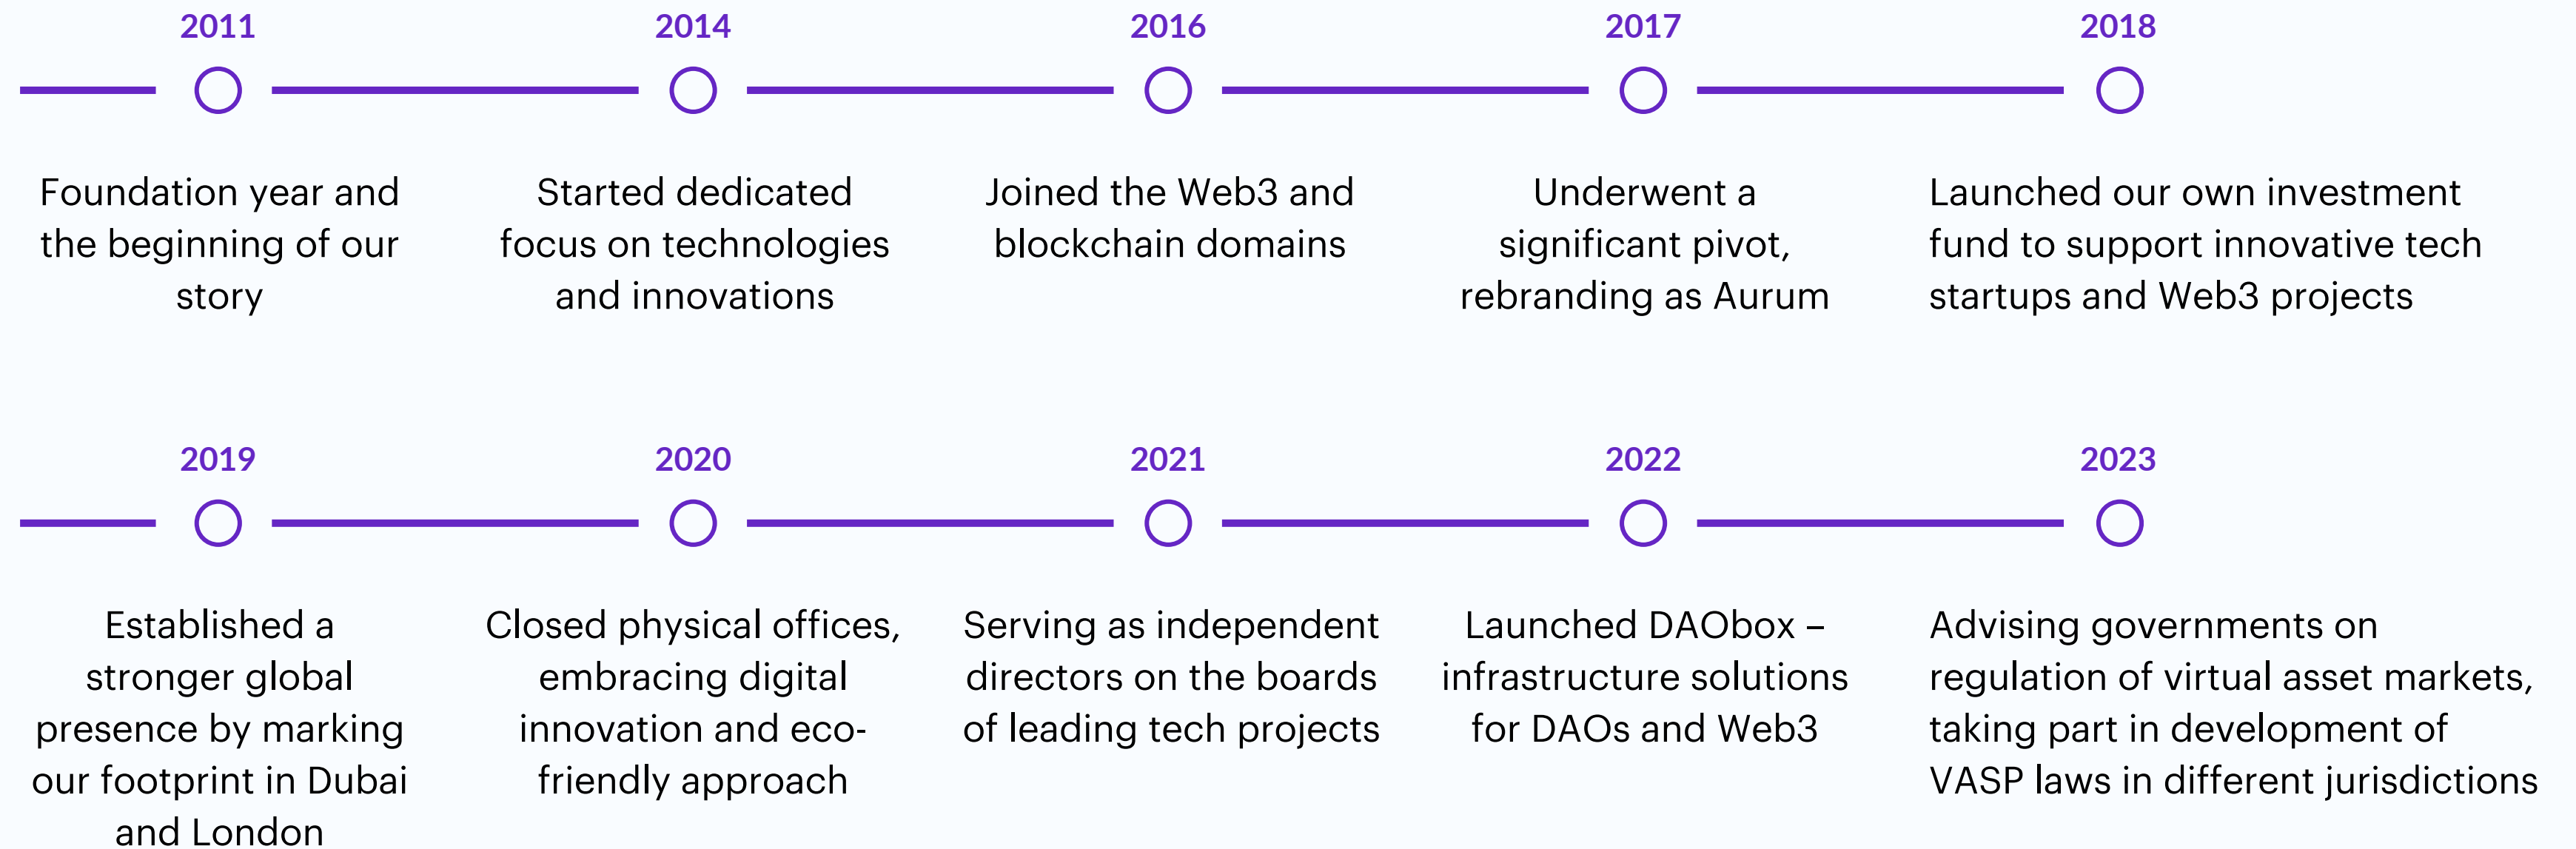 2011
Foundation year and
the beginning of our
story
2014
Started dedicated
focus on technologies
and innovations
2016
Joined the Web3 and
blockchain domains
2017
Underwent a
significant pivot,
rebranding as Aurum
2018
Launched our own investment
fund to support innovative tech
startups and Web3 projects
2019
Established a
stronger global
presence by marking
our footprint in Dubai
and London
2020
Closed physical offices,
embracing digital
innovation and eco-
friendly approach
2021
Serving as independent
directors on the boards
of leading tech projects
2022
Launched DAObox –
infrastructure solutions
for DAOs and Web3
2023
Advising governments on
regulation of virtual asset markets,
taking part in development of
VASP laws in different jurisdictions